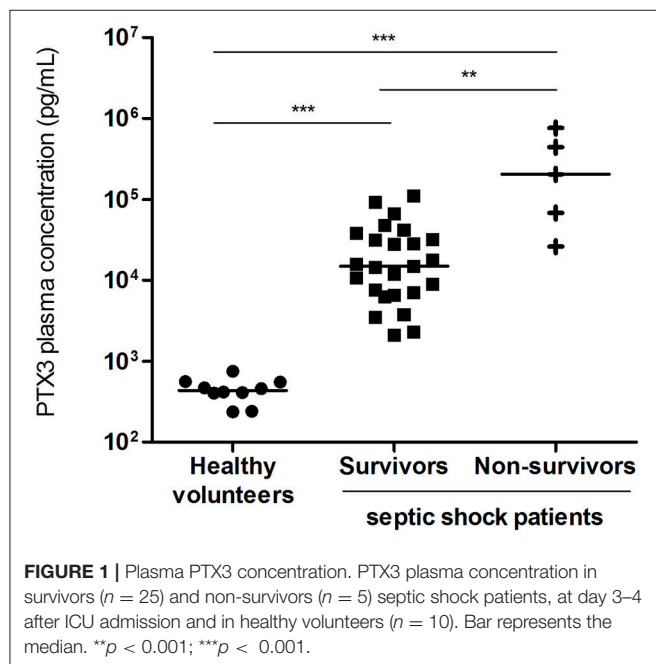 PTX3 plasma concentration (pg/mL)
10⁷
10⁶
10⁵
10⁴
10³
10²
***
***
**
Healthy
volunteers
Survivors
Non-survivors
septic shock patients
FIGURE 1 | Plasma PTX3 concentration. PTX3 plasma concentration in
survivors (n = 25) and non-survivors (n = 5) septic shock patients, at day 3–4
after ICU admission and in healthy volunteers (n = 10). Bar represents the
median. **p < 0.001; ***p < 0.001.